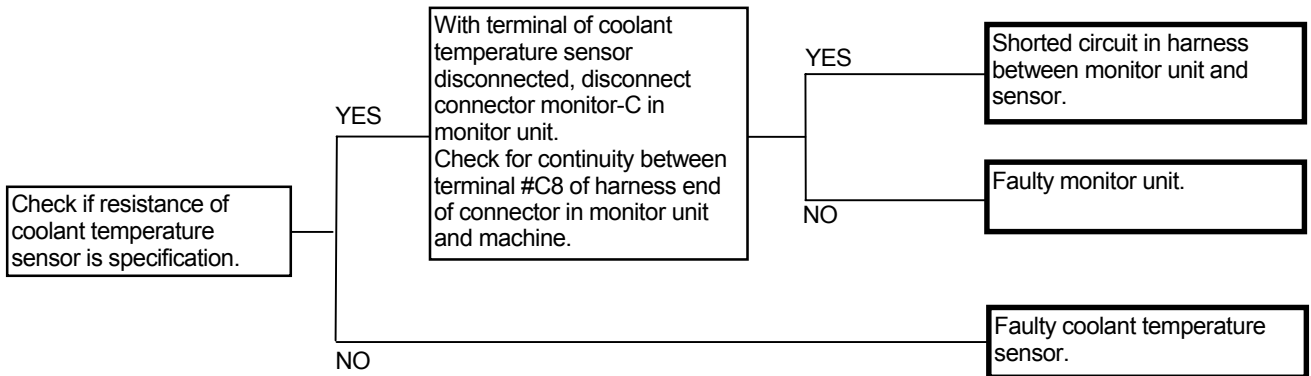 Check if resistance of
coolant temperature
sensor is specification.
YES
With terminal of coolant
temperature sensor
disconnected, disconnect
connector monitor-C in
monitor unit.
Check for continuity between
terminal #C8 of harness end
of connector in monitor unit
and machine.
YES
Shorted circuit in harness
between monitor unit and
sensor.
NO
Faulty monitor unit.
NO
Faulty coolant temperature
sensor.